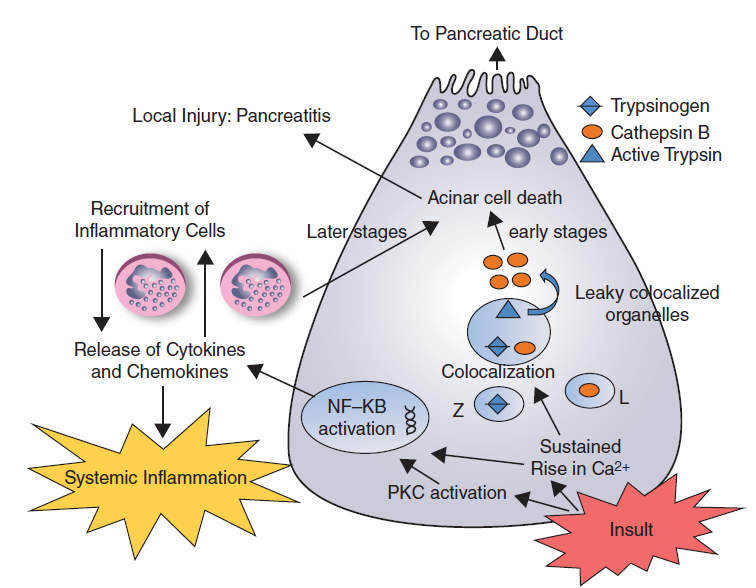 To Pancreatic Duct
Trypsinogen
Cathepsin B
Active Trypsin
Local Injury: Pancreatitis
Acinar cell death
Recruitment of
Inflammatory Cells
Later stages
early stages
Leaky colocalized
organelles
Release of Cytokines
and Chemokines
Colocalization
Z
L
NF–KB
activation
Sustained
Rise in Ca2+
Systemic Inflammation
PKC activation
Insult